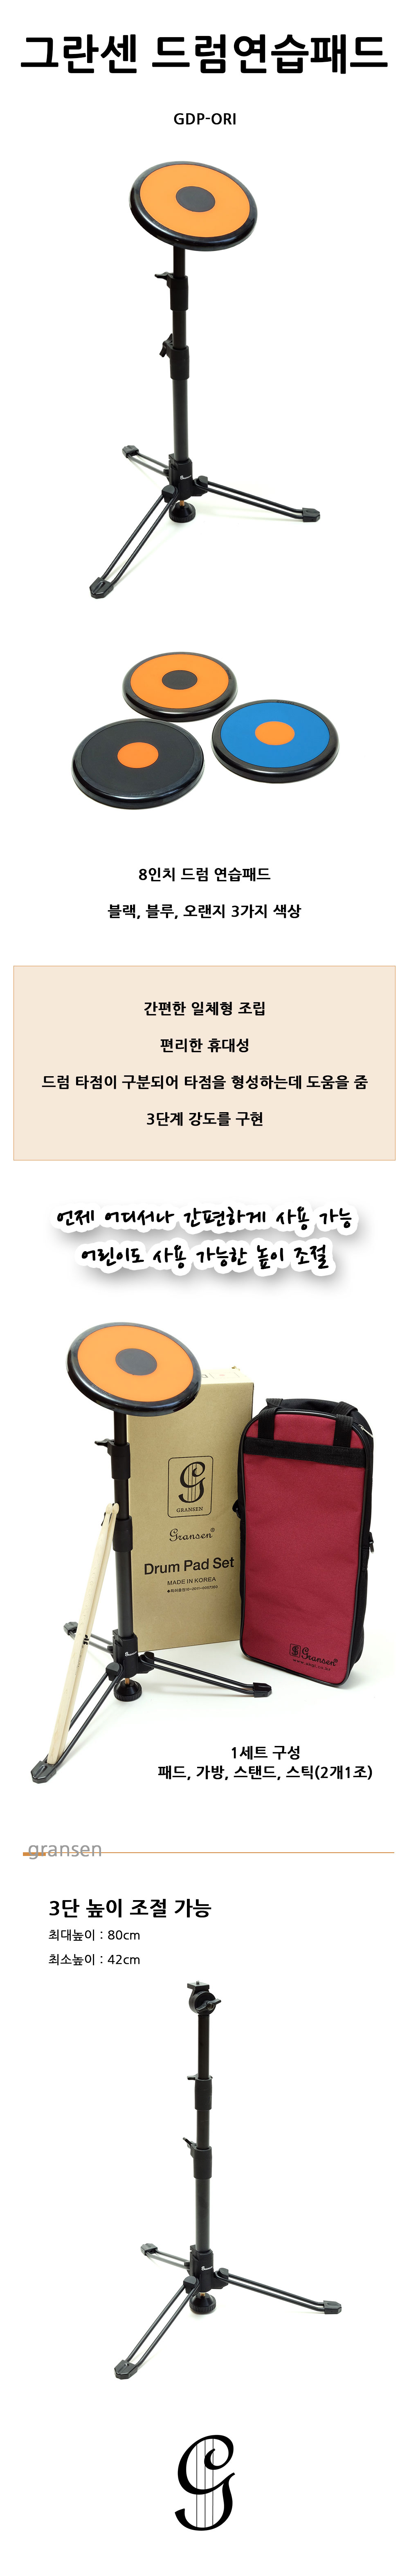 그란센 드럼연습패드
GDP-ORI
8인치 드럼 연습패드
블랙, 블루, 오랜지 3가지 색상
간편한 일체형 조립
편리한 휴대성
드럼 타점이 구분되어 타점을 형성하는데 도움을 줌
3단계 강도를 구현
언제 어디서나 간편하게 사용 가능
어린이도 사용 가능한 높이 조절
GRANSEN
Gransen
Drum Pad Set
MADE IN KOREA
Gransen
1세트 구성
패드, 가방, 스탠드, 스틱(2개1조)
gransen
3단 높이 조절 가능
최대높이 : 80cm
최소높이 : 42cm